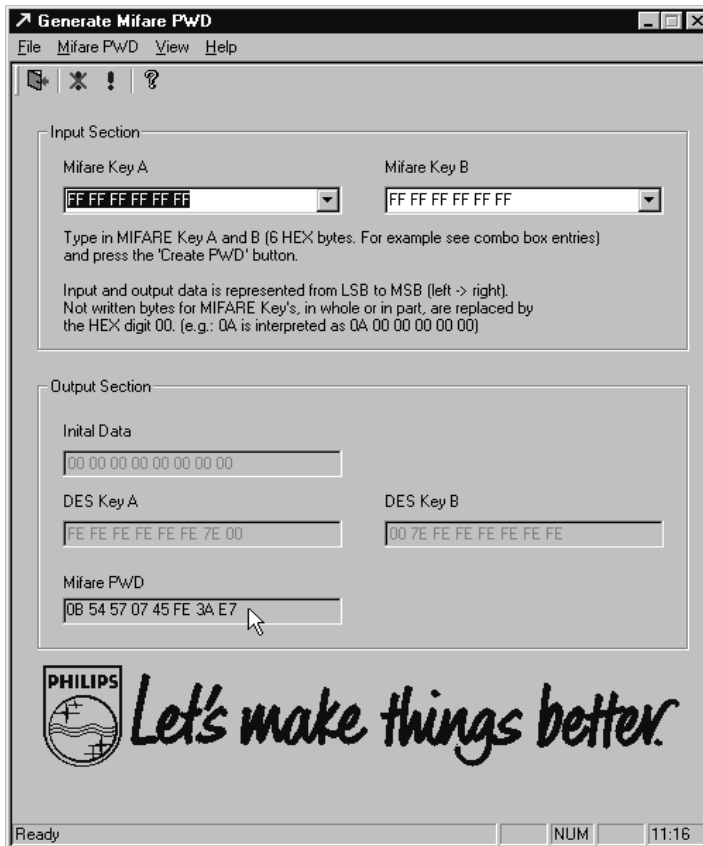 Generate Mifare PWD
File Mifare PWD View Help
Input Section
Mifare Key A Mifare Key B
FF FF FF FF FF FF FF FF FF FF FF FF
Type in MIFARE Key A and B (6 HEX bytes. For example see combo box entries)
and press the 'Create PWD' button.
Input and output data is represented from LSB to MSB (left -> right).
Not written bytes for MIFARE Key's, in whole or in part, are replaced by
the HEX digit 00. (e.g.: 0A is interpreted as 0A 00 00 00 00 00)
Output Section
Inital Data
00 00 00 00 00 00 00 00
DES Key A DES Key B
FE FE FE FE FE FE 7E 00 00 7E FE FE FE FE FE FE
Mifare PWD
0B 54 57 07 45 FE 3A E7
PHILIPS
Let's make things better.
Ready NUM 11:16